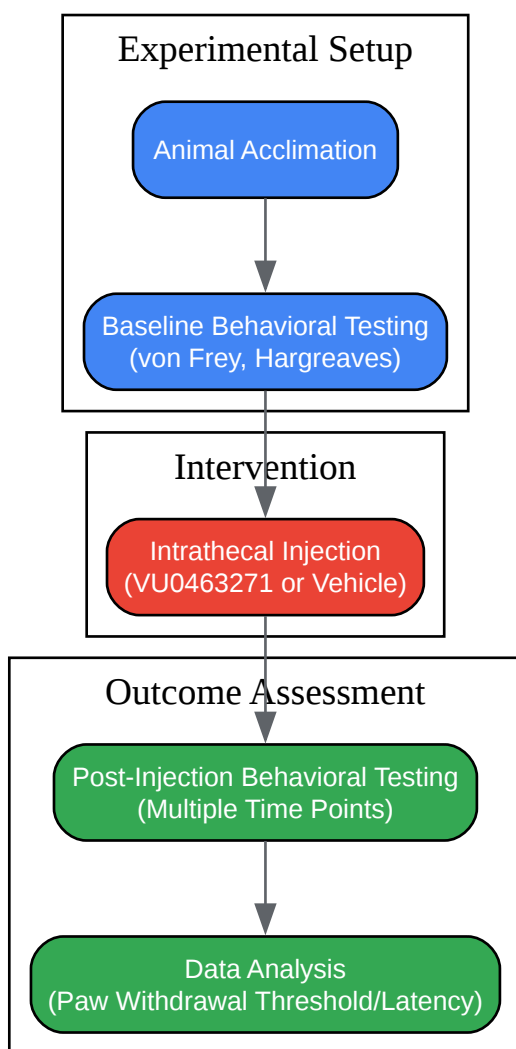 Experimental Setup
Animal Acclimation
Baseline Behavioral Testing
(von Frey, Hargreaves)
Intervention
Intrathecal Injection
(VU0463271 or Vehicle)
Outcome Assessment
Post-Injection Behavioral Testing
(Multiple Time Points)
Data Analysis
(Paw Withdrawal Threshold/Latency)